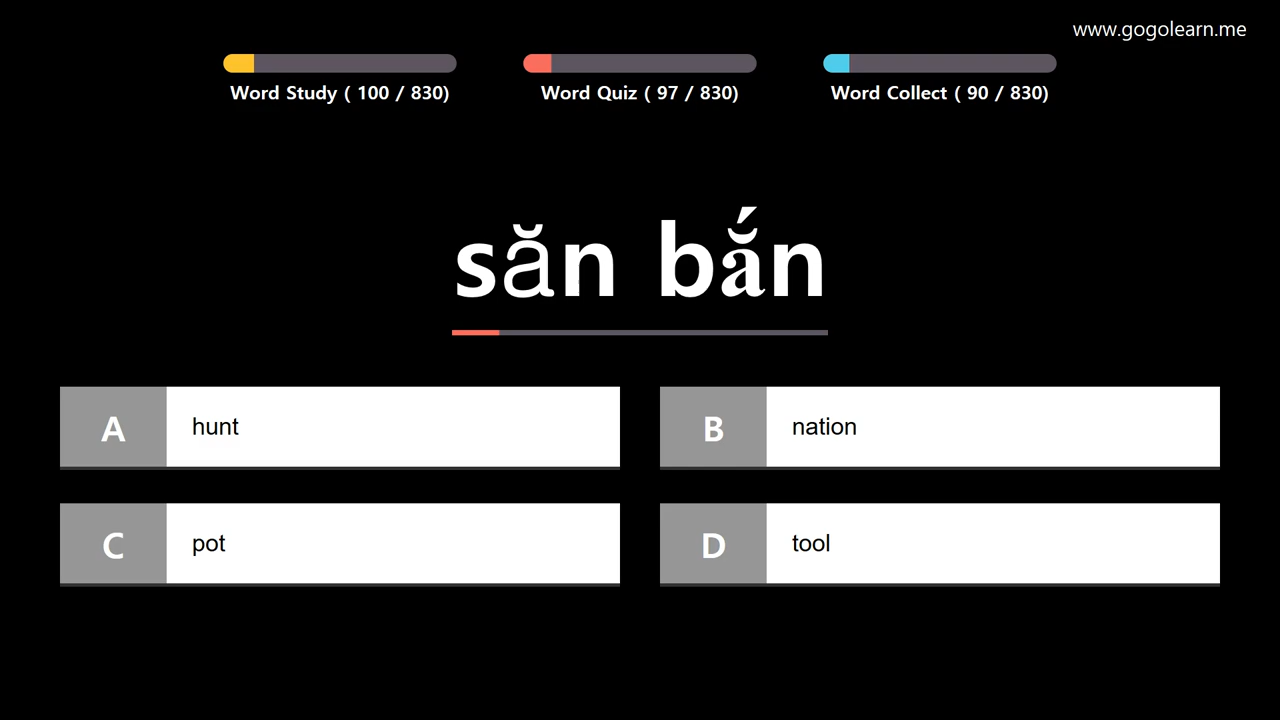 www.gogolearn.me
Word Study ( 100 / 830)
Word Quiz ( 97 / 830)
Word Collect ( 90 / 830)
săn bắn
A hunt
B nation
C pot
D tool